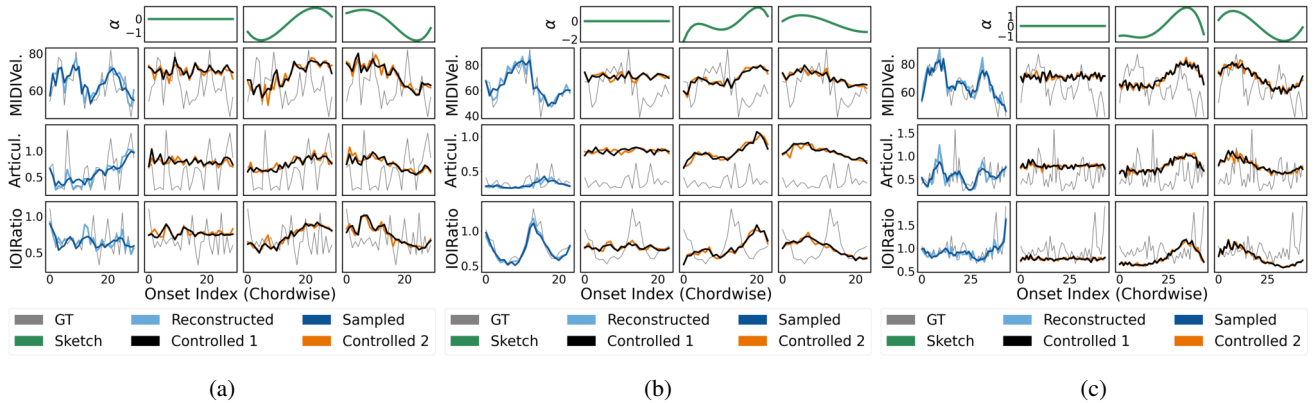 α 0 −1
MIDIVel. 80 60
Articul. 1.0 0.5
IOIRatio 1.0 0.5
0 20 0 20 0 20 0 20
Onset Index (Chordwise)
GT Reconstructed Sampled
Sketch Controlled 1 Controlled 2
(a)
α 0 −2
MIDIVel. 80 60 40
Articul. 1.0 0.5
IOIRatio 1.0 0.5
0 20 0 20 0 20 0 20
Onset Index (Chordwise)
GT Reconstructed Sampled
Sketch Controlled 1 Controlled 2
(b)
α 1 0 −1
MIDIVel. 80 60
Articul. 1.5 1.0 0.5
IOIRatio 1.5 1.0 0.5
0 25 0 25 0 25 0 25
Onset Index (Chordwise)
GT Reconstructed Sampled
Sketch Controlled 1 Controlled 2
(c)